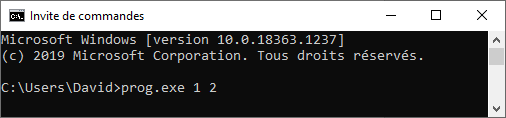 Invite de commandes
Microsoft Windows [version 10.0.18363.1237]
(c) 2019 Microsoft Corporation. Tous droits réservés.
C:\Users\David>prog.exe 1 2